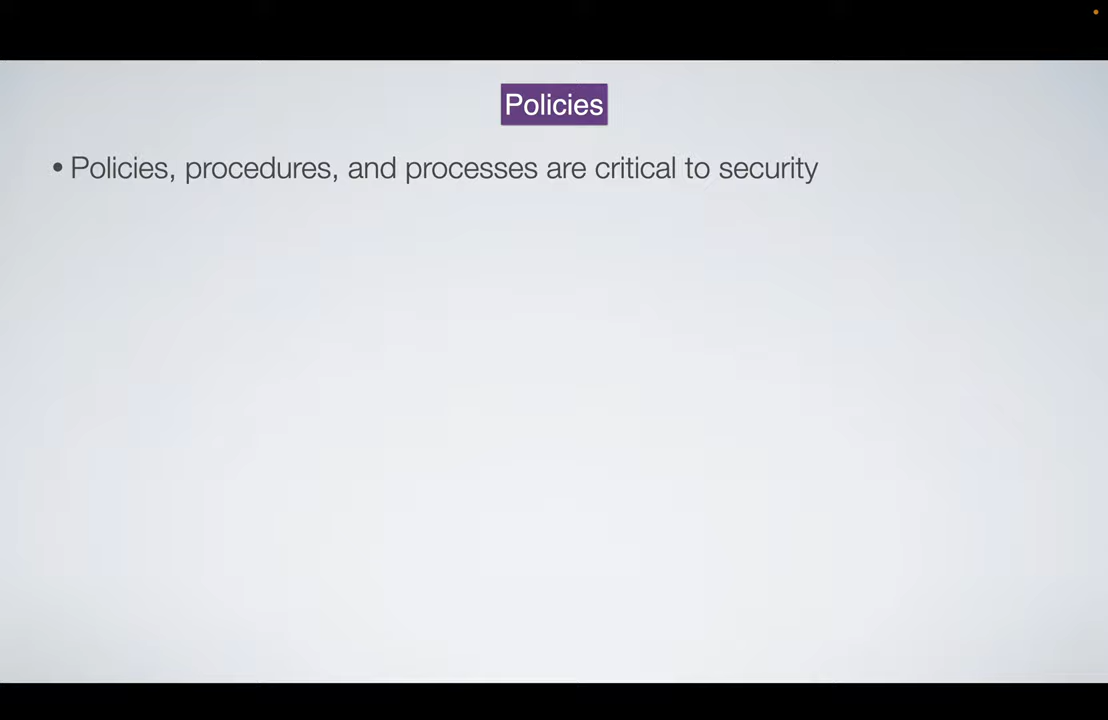 Policies
• Policies, procedures, and processes are critical to security